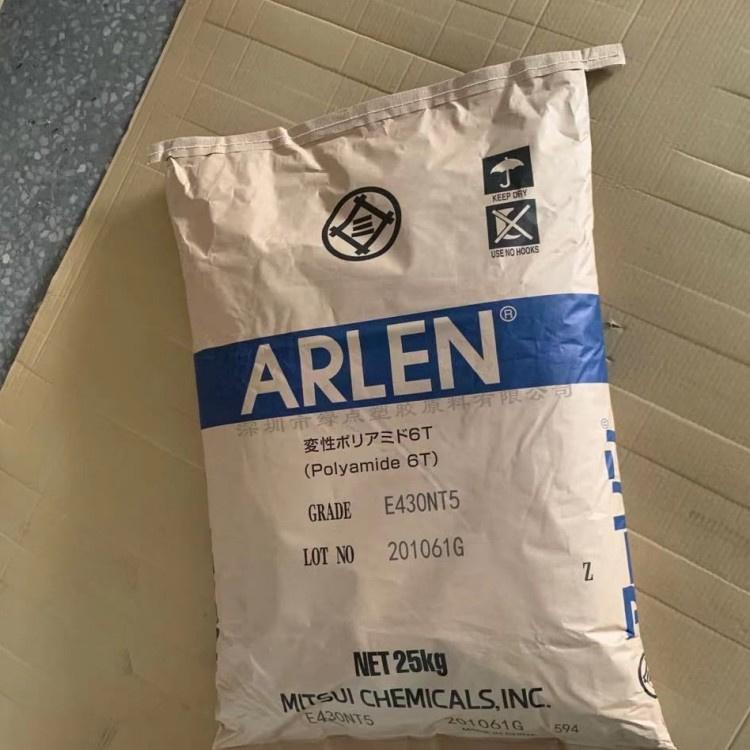 KEEP DRY
USE NO HOOKS
ARLEN®
深圳市绿点塑胶原料有限公司
変性ポリアミド6T
(Polyamide 6T)
GRADE E430NT5
LOT NO 201061G
Z
NET 25kg
MITSUI CHEMICALS, INC.
E430NT5 201061G 594